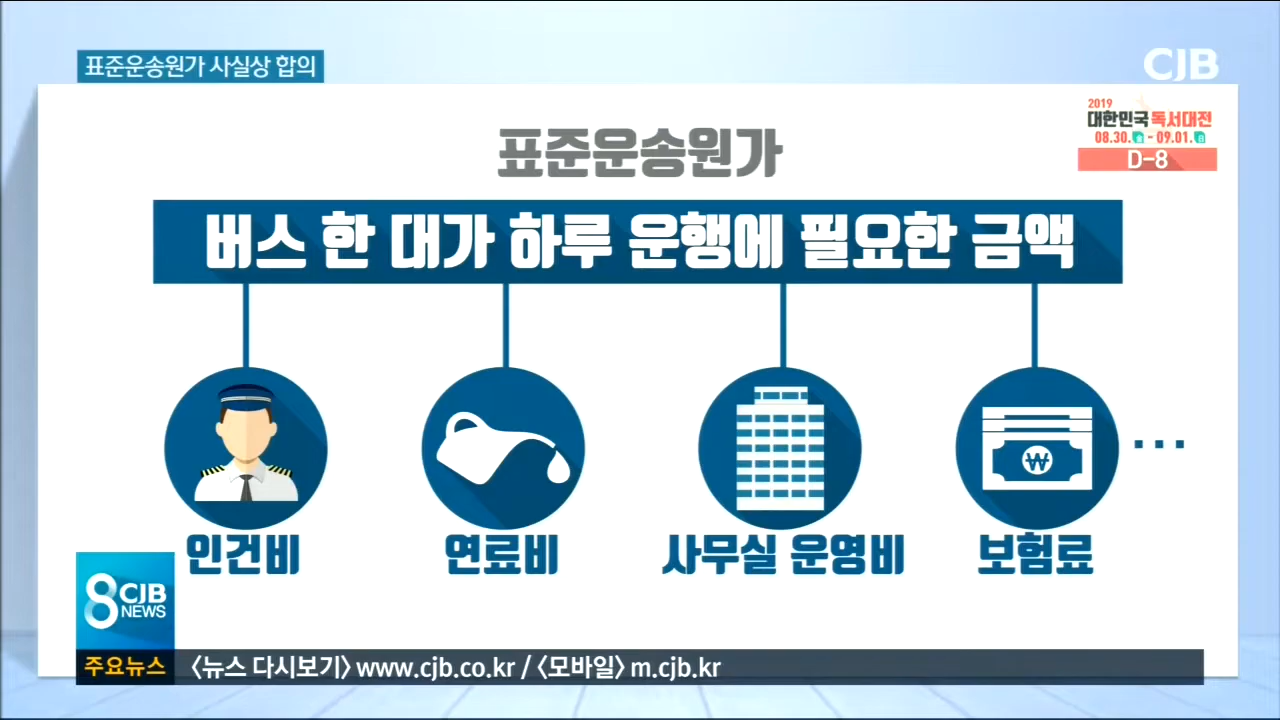 표준운송원가 사실상 합의
CJB
2019
대한민국 독서대전
08.30.금 - 09.01.일
D-8
표준운송원가
버스 한 대가 하루 운행에 필요한 금액
₩
...
인건비
연료비
사무실 운영비
보험료
8 CJB
NEWS
주요뉴스
〈뉴스 다시보기〉 www.cjb.co.kr / 〈모바일〉 m.cjb.kr